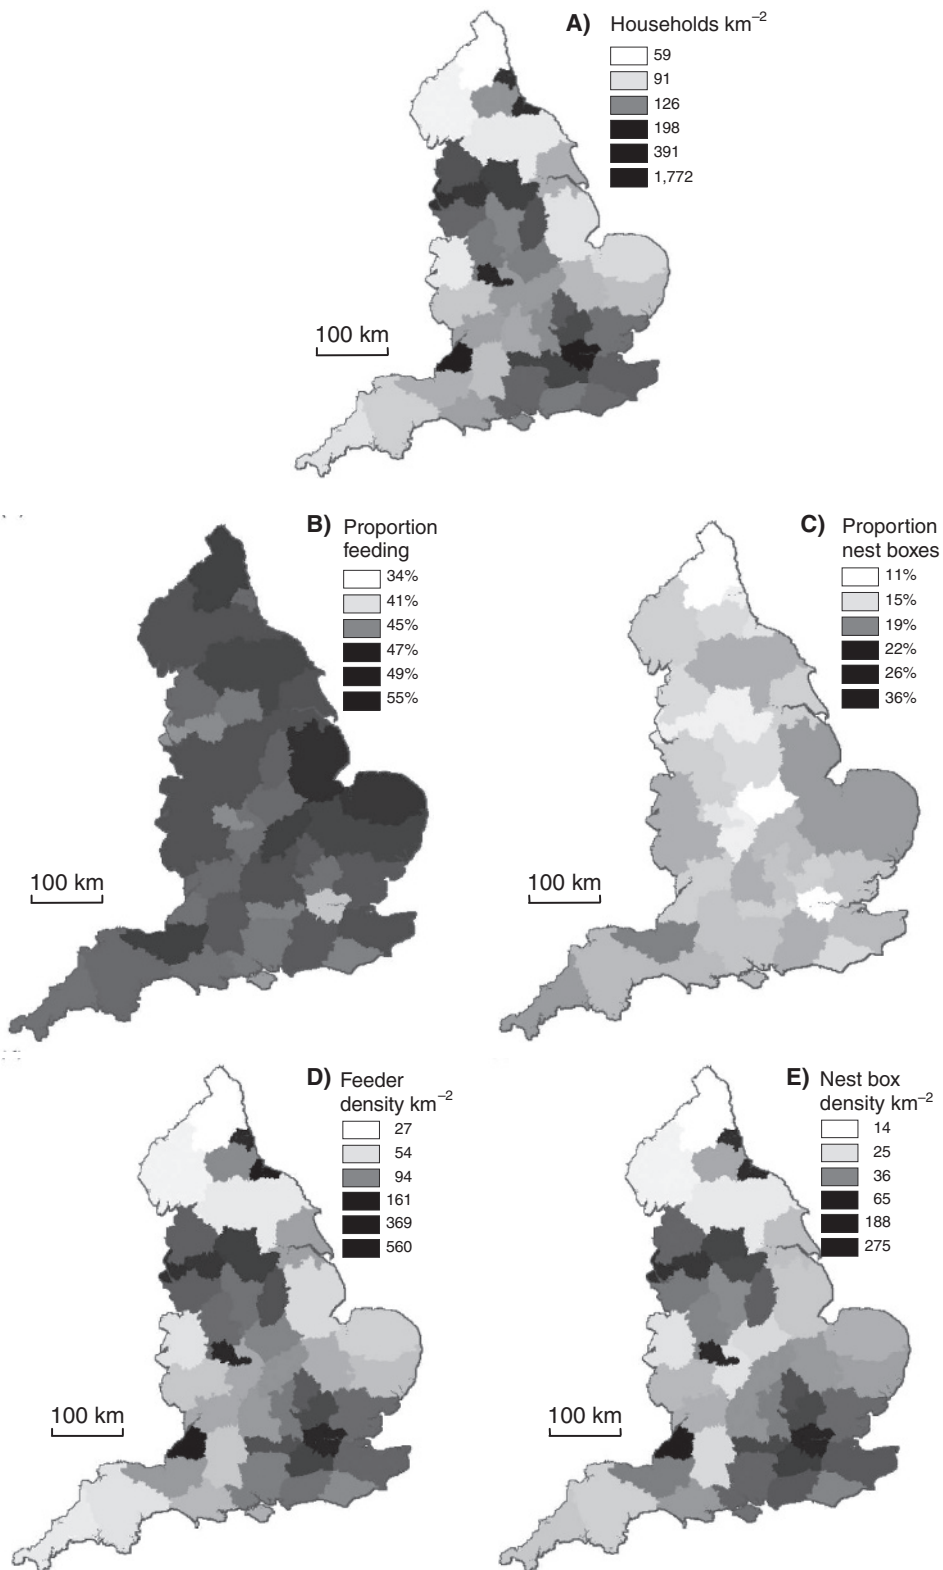 A) Households km⁻²
59
91
126
198
391
1,772
100 km
B) Proportion
feeding
34%
41%
45%
47%
49%
55%
100 km
C) Proportion
nest boxes
11%
15%
19%
22%
26%
36%
100 km
D) Feeder
density km⁻²
27
54
94
161
369
560
100 km
E) Nest box
density km⁻²
14
25
36
65
188
275
100 km